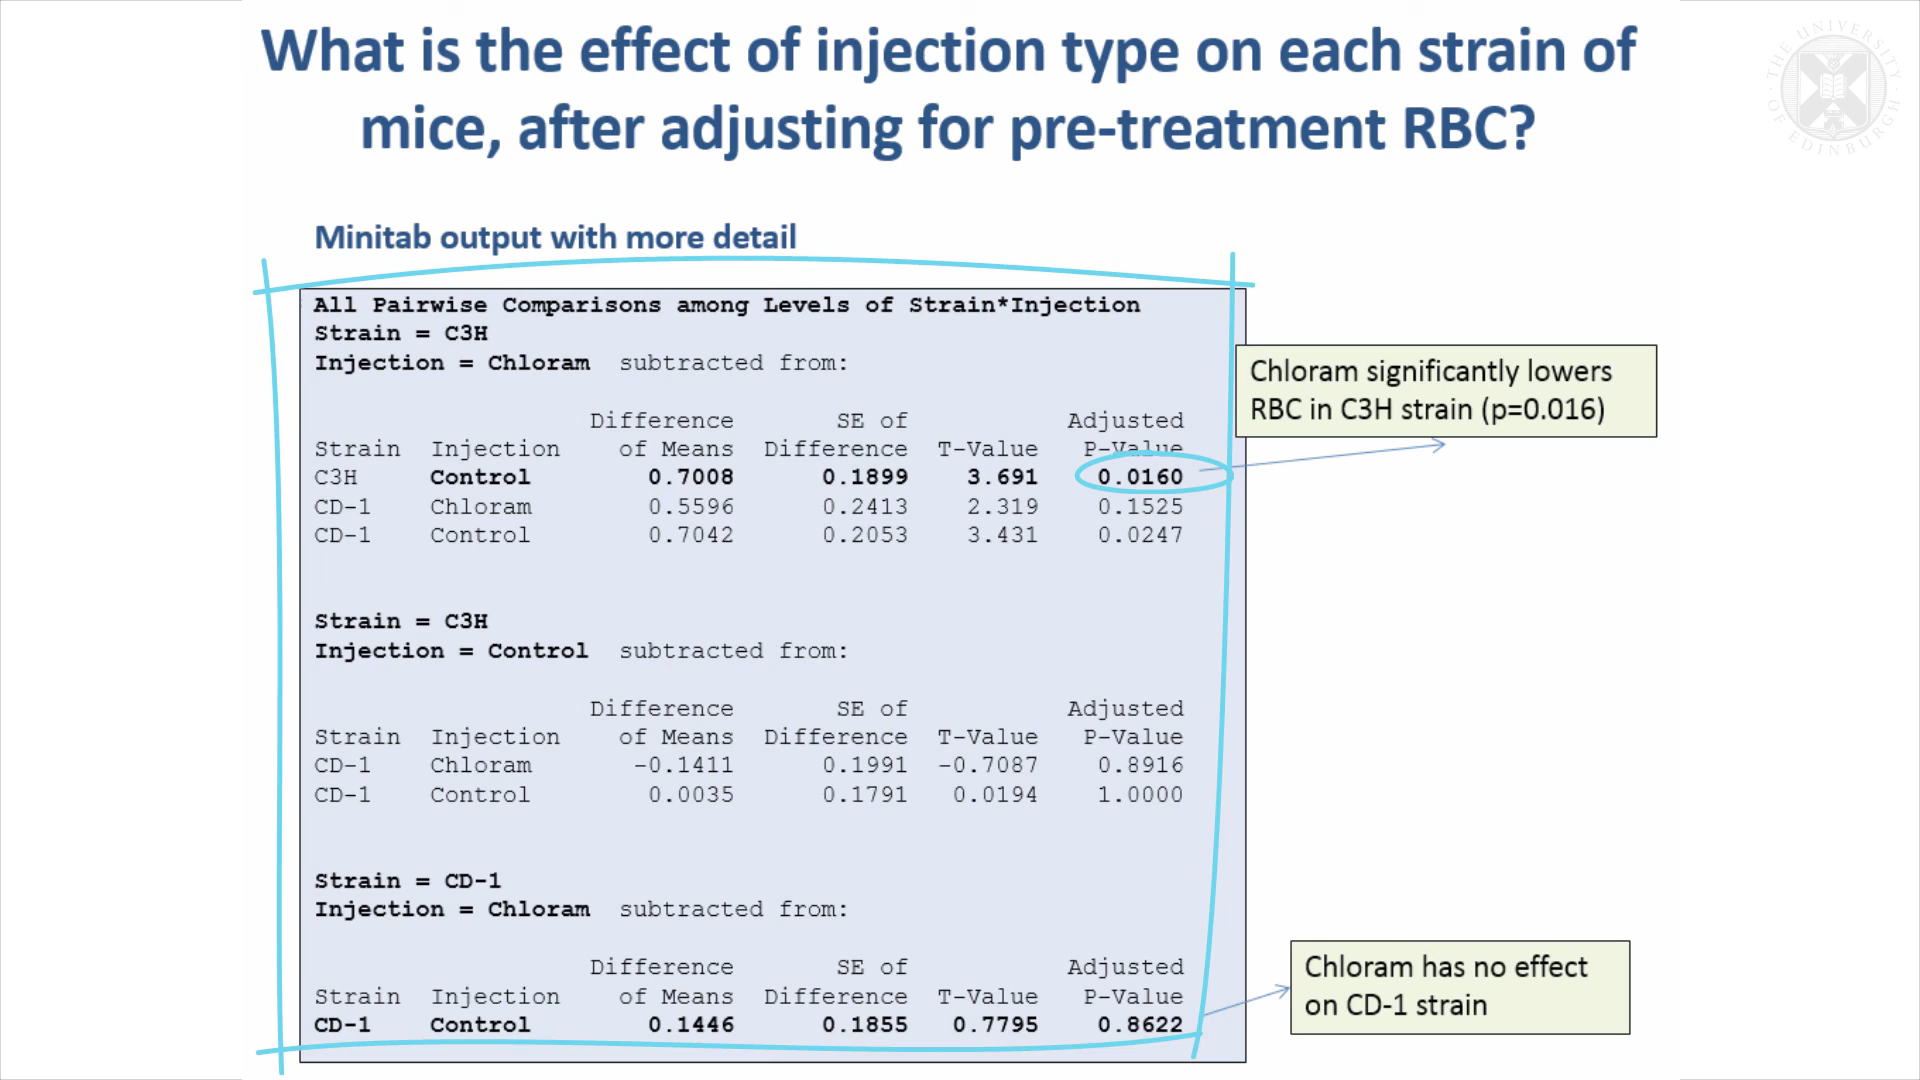 What is the effect of injection type on each strain of
mice, after adjusting for pre-treatment RBC?
THE UNIVERSITY OF EDINBURGH
Minitab output with more detail
All Pairwise Comparisons among Levels of Strain*Injection
Strain = C3H
Injection = Chloram subtracted from:
Difference SE of Adjusted
Strain Injection of Means Difference T-Value P-Value
C3H Control 0.7008 0.1899 3.691 0.0160
CD-1 Chloram 0.5596 0.2413 2.319 0.1525
CD-1 Control 0.7042 0.2053 3.431 0.0247
Chloram significantly lowers
RBC in C3H strain (p=0.016)
Strain = C3H
Injection = Control subtracted from:
Difference SE of Adjusted
Strain Injection of Means Difference T-Value P-Value
CD-1 Chloram -0.1411 0.1991 -0.7087 0.8916
CD-1 Control 0.0035 0.1791 0.0194 1.0000
Strain = CD-1
Injection = Chloram subtracted from:
Difference SE of Adjusted
Strain Injection of Means Difference T-Value P-Value
CD-1 Control 0.1446 0.1855 0.7795 0.8622
Chloram has no effect
on CD-1 strain